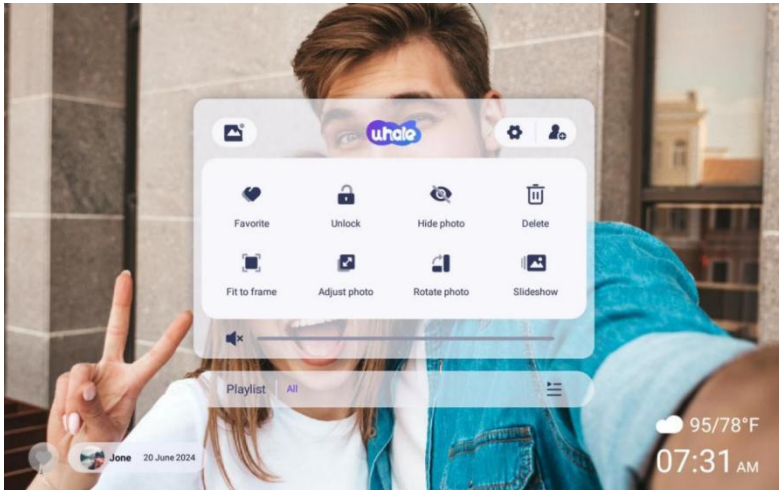 whale
Favorite Unlock Hide photo Delete
Fit to frame Adjust photo Rotate photo Slideshow
Playlist All
95/78°F
Jone 20 June 2024
07:31 AM